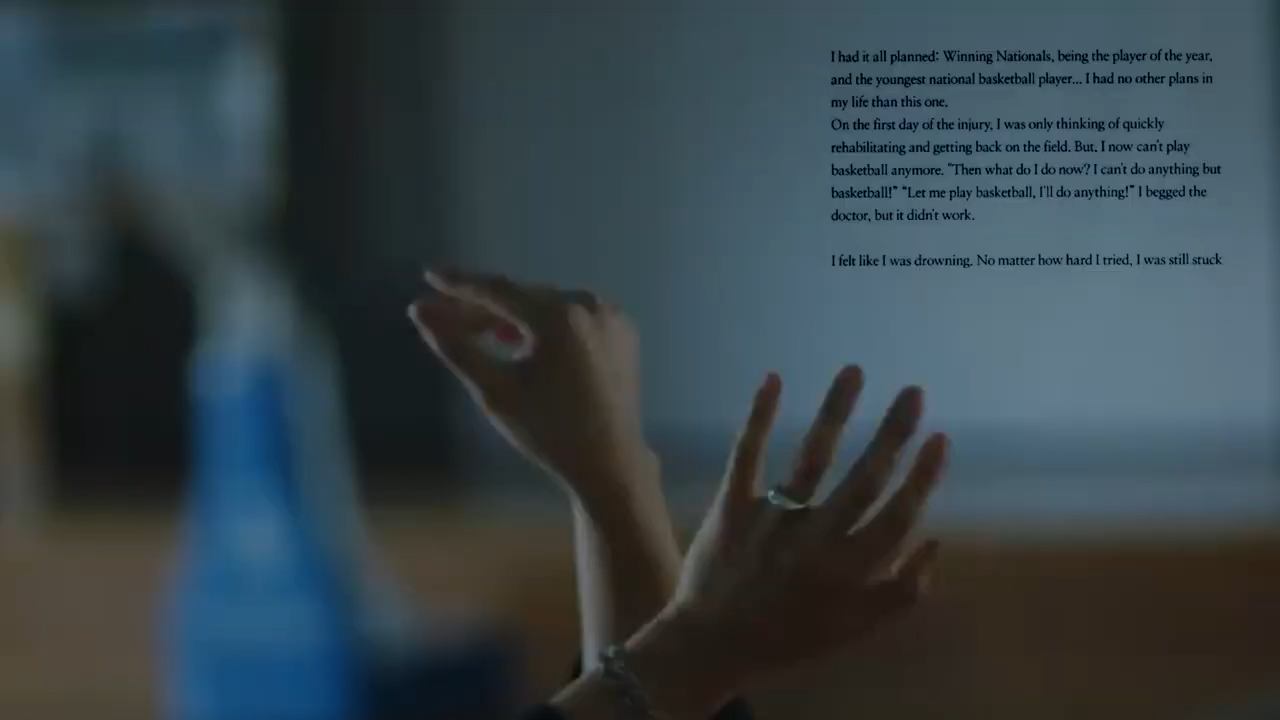 I had it all planned: Winning Nationals, being the player of the year,
and the youngest national basketball player... I had no other plans in
my life than this one.
On the first day of the injury, I was only thinking of quickly
rehabilitating and getting back on the field. But, I now can't play
basketball anymore. "Then what do I do now? I can't do anything but
basketball!" "Let me play basketball, I'll do anything!" I begged the
doctor, but it didn't work.
I felt like I was drowning. No matter how hard I tried, I was still stuck